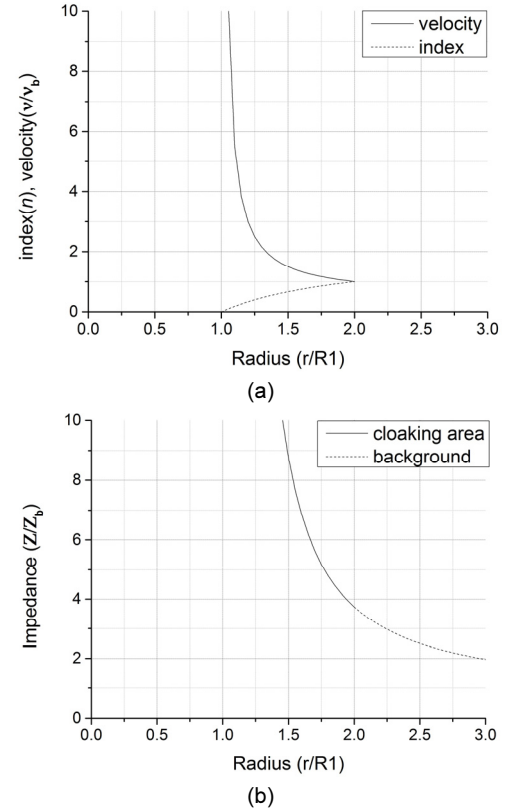 velocity
index
10
8
6
4
2
0
0.0 0.5 1.0 1.5 2.0 2.5 3.0
index(n), velocity(ν/ν_b)
Radius (r/R1)
(a)
cloaking area
background
10
8
6
4
2
0
0.0 0.5 1.0 1.5 2.0 2.5 3.0
Impedance (Z/Z_b)
Radius (r/R1)
(b)